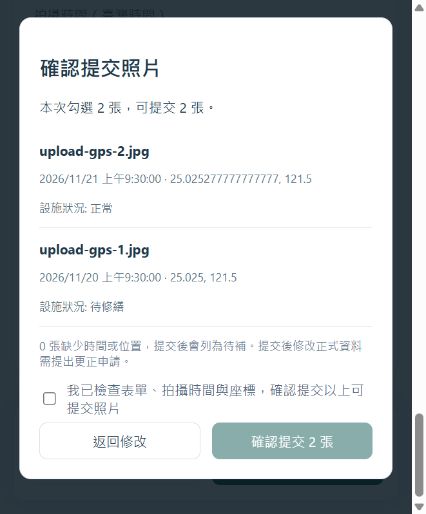 拍攝時間（臺灣時間）
確認提交照片
本次勾選 2 張，可提交 2 張。
upload-gps-2.jpg
2026/11/21 上午9:30:00 · 25.025277777777777, 121.5
設施狀況: 正常
upload-gps-1.jpg
2026/11/20 上午9:30:00 · 25.025, 121.5
設施狀況: 待修繕
0 張缺少時間或位置，提交後會列為待補。提交後修改正式資料
需提出更正申請。
我已檢查表單、拍攝時間與座標，確認提交以上可
提交照片
返回修改
確認提交 2 張